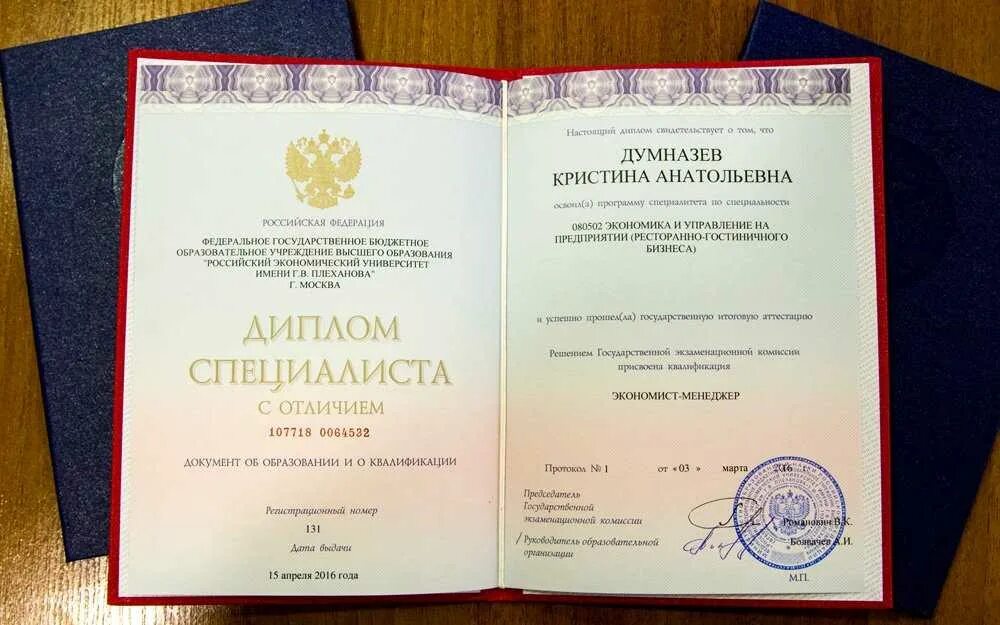 РОССИЙСКАЯ ФЕДЕРАЦИЯ
ФЕДЕРАЛЬНОЕ ГОСУДАРСТВЕННОЕ БЮДЖЕТНОЕ
ОБРАЗОВАТЕЛЬНОЕ УЧРЕЖДЕНИЕ ВЫСШЕГО ОБРАЗОВАНИЯ
"РОССИЙСКИЙ ЭКОНОМИЧЕСКИЙ УНИВЕРСИТЕТ
ИМЕНИ Г.В. ПЛЕХАНОВА"
Г. МОСКВА
ДИПЛОМ
СПЕЦИАЛИСТА
С ОТЛИЧИЕМ
107718 0064532
ДОКУМЕНТ ОБ ОБРАЗОВАНИИ И О КВАЛИФИКАЦИИ
Регистрационный номер
131
Дата выдачи
15 апреля 2016 года
Настоящий диплом свидетельствует о том, что
ДУМНАЗЕВ
КРИСТИНА АНАТОЛЬЕВНА
освоил(а) программу специалитета по специальности
080502 ЭКОНОМИКА И УПРАВЛЕНИЕ НА
ПРЕДПРИЯТИИ (РЕСТОРАННО-ГОСТИНИЧНОГО
БИЗНЕСА)
и успешно прошел(ла) государственную итоговую аттестацию
Решением Государственной экзаменационной комиссии
присвоена квалификация
ЭКОНОМИСТ-МЕНЕДЖЕР
Протокол № 1 от «03 » марта
Председатель
Государственной
экзаменационной комиссии
Романович В.К.
/ Руководитель образовательной
организации
А.И.
М.П.